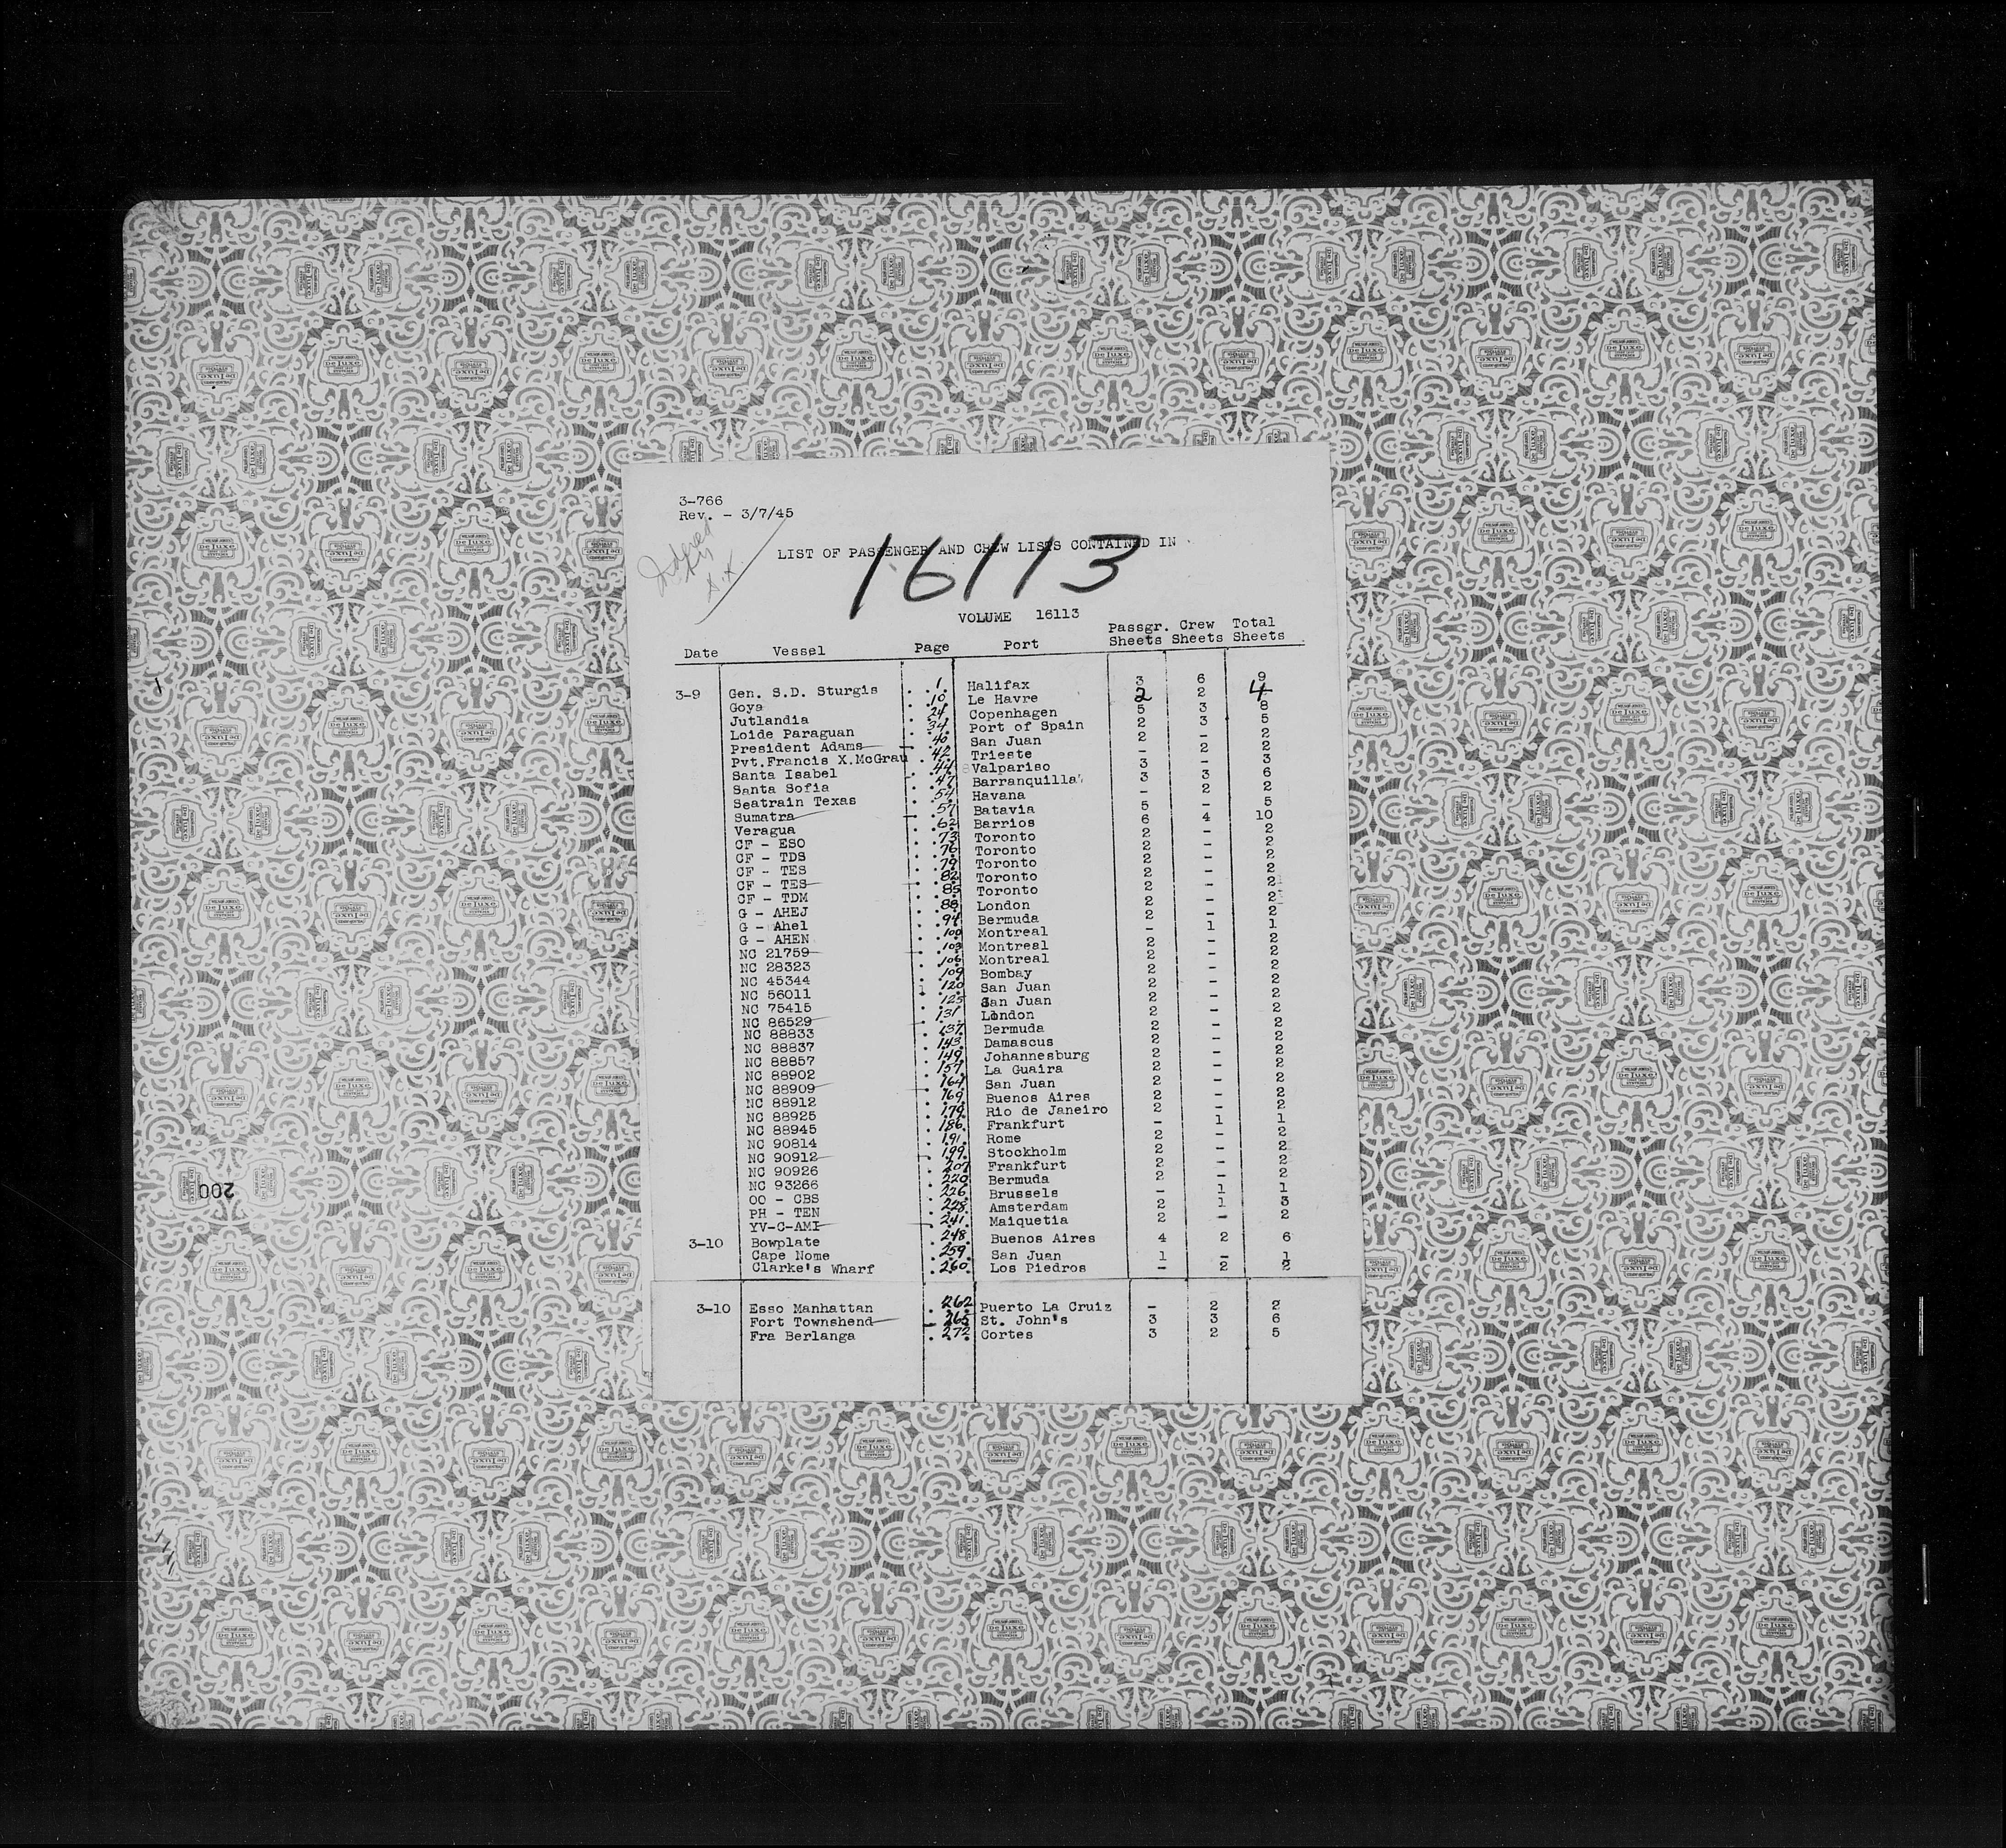 3-766
Rev. - 3/7/45
LIST OF PASSENGER AND CREW LISTS CONTAINED IN
16113
VOLUME 16113
Date Vessel Page Port Passgr. Sheets Crew Sheets Total Sheets
3-9 Gen. S.D. Sturgis 1 Halifax 3 6 9
Goya 10 Le Havre 2 2 4
Jutlandia 24 Copenhagen 5 3 8
Loide Paraguan 34 Port of Spain 2 3 5
President Adams 40 San Juan 2 - 2
Pvt.Francis X.McGrau 42 Trieste - 2 2
Santa Isabel 44 Valpariso 3 - 3
Santa Sofia 47 Barranquilla 3 3 6
Seatrain Texas 54 Havana - 2 2
Sumatra 57 Batavia 5 - 5
Veragua 62 Barrios 6 4 10
CF - ESO 73 Toronto 2 - 2
CF - TDS 76 Toronto 2 - 2
CF - TES 79 Toronto 2 - 2
CF - TES 82 Toronto 2 - 2
CF - TDM 85 Toronto 2 - 2
G - AHEJ 88 London 2 - 2
G - Ahel 94 Bermuda 2 - 2
G - AHEN 100 Montreal - 1 1
NC 21759 103 Montreal 2 - 2
NC 28323 106 Montreal 2 - 2
NC 45344 109 Bombay 2 - 2
NC 56011 120 San Juan 2 - 2
NC 75415 125 San Juan 2 - 2
NC 86529 131 London 2 - 2
NC 88833 137 Bermuda 2 - 2
NC 88837 143 Damascus 2 - 2
NC 88857 149 Johannesburg 2 - 2
NC 88902 157 La Guaira 2 - 2
NC 88909 164 San Juan 2 - 2
NC 88912 169 Buenos Aires 2 - 2
NC 88925 179 Rio de Janeiro 2 - 2
NC 88945 186 Frankfurt - 1 1
NC 90814 191 Rome 2 - 2
NC 90912 199 Stockholm 2 - 2
NC 90926 207 Frankfurt 2 - 2
NC 93266 220 Bermuda 2 - 2
OO - CBS 226 Brussels - 1 1
PH - TEN 228 Amsterdam 2 1 3
YV-C-AMI 241 Maiquetia 2 - 2
3-10 Bowplate 248 Buenos Aires 4 2 6
Cape Nome 259 San Juan 1 - 1
Clarke's Wharf 260 Los Piedros - 2 2
3-10 Esso Manhattan 262 Puerto La Cruiz - 2 2
Fort Townshend 265 St. John's 3 3 6
Fra Berlanga 272 Cortes 3 2 5
200